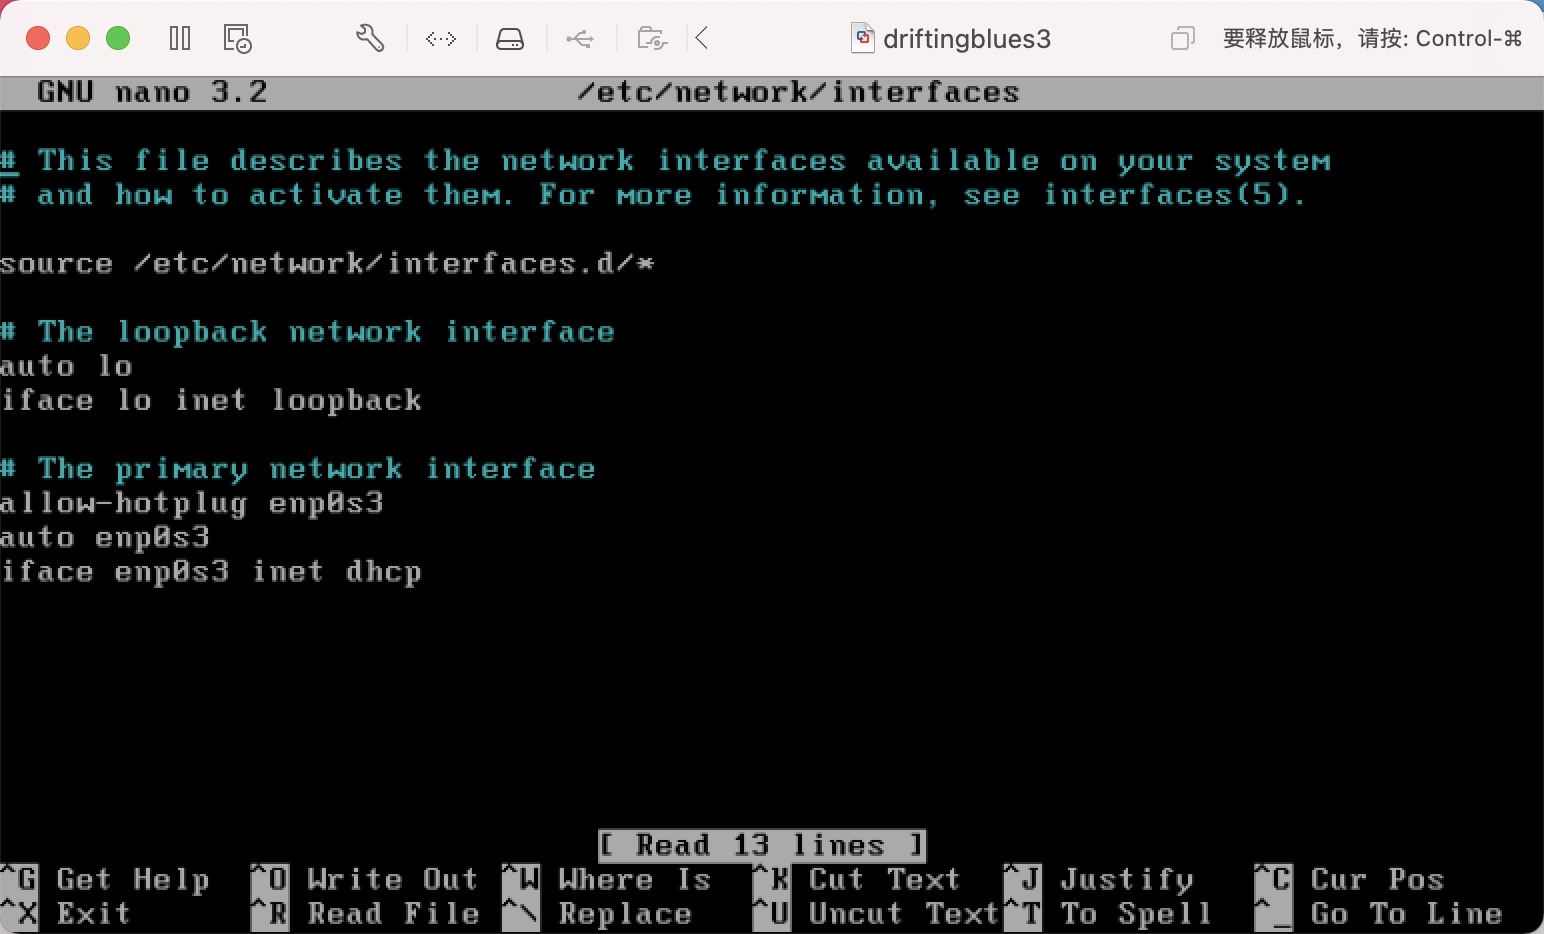 driftingblues3
要释放鼠标，请按: Control-⌘
GNU nano 3.2 /etc/network/interfaces
# This file describes the network interfaces available on your system
# and how to activate them. For more information, see interfaces(5).
source /etc/network/interfaces.d/*
# The loopback network interface
auto lo
iface lo inet loopback
# The primary network interface
allow-hotplug enp0s3
auto enp0s3
iface enp0s3 inet dhcp
[ Read 13 lines ]
^G Get Help ^O Write Out ^W Where Is ^K Cut Text ^J Justify ^C Cur Pos
^X Exit ^R Read File ^\ Replace ^U Uncut Text ^T To Spell ^_ Go To Line